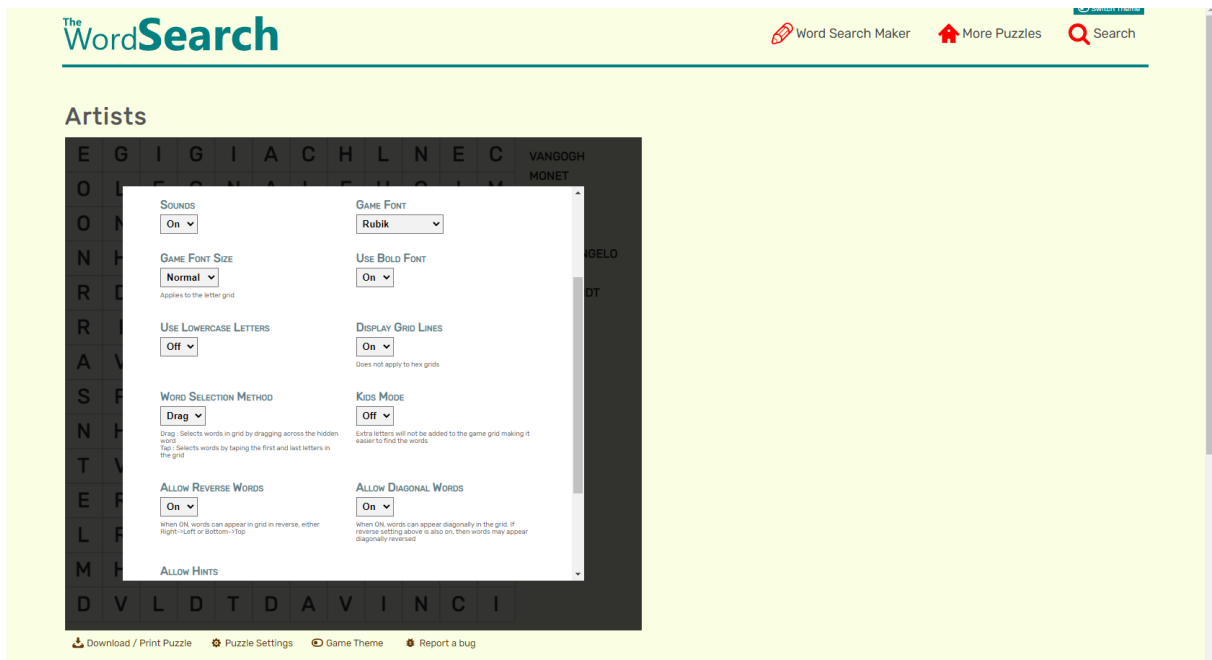 Switch Theme
The WordSearch
Word Search Maker
More Puzzles
Search
Artists
E G I G I A C H L N E C
VANGOGH
MONET
O
O
N
NGELO
R
DT
R
A
S
N
T
E
L
M
SOUNDS
GAME FONT
On
Rubik
GAME FONT SIZE
USE BOLD FONT
Normal
On
Applies to the letter grid
USE LOWERCASE LETTERS
DISPLAY GRID LINES
Off
On
Does not apply to hex grids
WORD SELECTION METHOD
KIDS MODE
Drag
Off
Drag : Selects words in grid by dragging across the hidden
word
Tap : Selects words by taping the first and last letters in
the grid
Extra letters will not be added to the game grid making it
easier to find the words
ALLOW REVERSE WORDS
ALLOW DIAGONAL WORDS
On
On
When ON, words can appear in grid in reverse, either
Right->Left or Bottom->Top
When ON, words can appear diagonally in the grid. If
reverse setting above is also on, then words may appear
diagonally reversed
ALLOW HINTS
D V L D T D A V I N C I
Download / Print Puzzle
Puzzle Settings
Game Theme
Report a bug